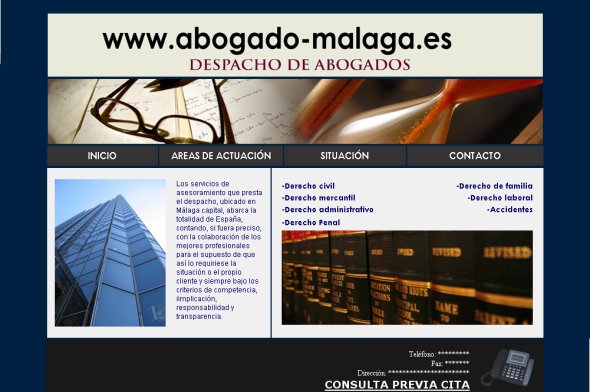 www.abogado-malaga.es
DESPACHO DE ABOGADOS
INICIO
AREAS DE ACTUACIÓN
SITUACIÓN
CONTACTO
Los servicios de
asesoramiento que presta
el despacho, ubicado en
Málaga capital, abarca la
totalidad de España,
contando, si fuera preciso,
con la colaboración de los
mejores profesionales
para el supuesto de que
así lo requiriese la
situación o el propio
cliente y siempre bajo los
criterios de competencia,
iimplicación,
responsabilidad y
transparencia.
-Derecho civil
-Derecho mercantil
-Derecho administrativo
-Derecho Penal
-Derecho de familia
-Derecho laboral
-Accidentes
Teléfono: *********
Fax: *******
Dirección: ***********************
CONSULTA PREVIA CITA